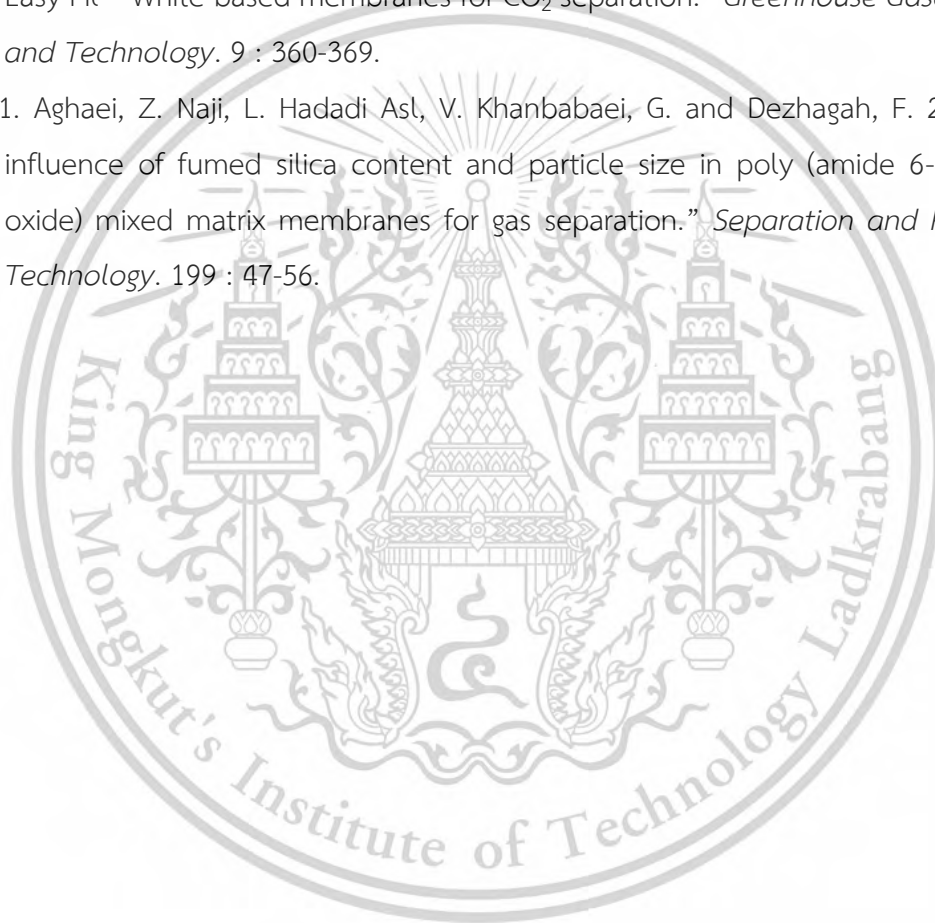 Easy Fit™ White-based membranes for CO₂ separation." Greenhouse
and Technology. 9 : 360-369.
1. Aghaei, Z. Naji, L. Hadadi Asl, V. Khanbabaei, G. and Dezhagah, F. 2
influence of fumed silica content and particle size in poly (amide 6-
oxide) mixed matrix membranes for gas separation." Separation and
Technology. 199 : 47-56.
King Mongkut's Institute of Technology Ladkrabang